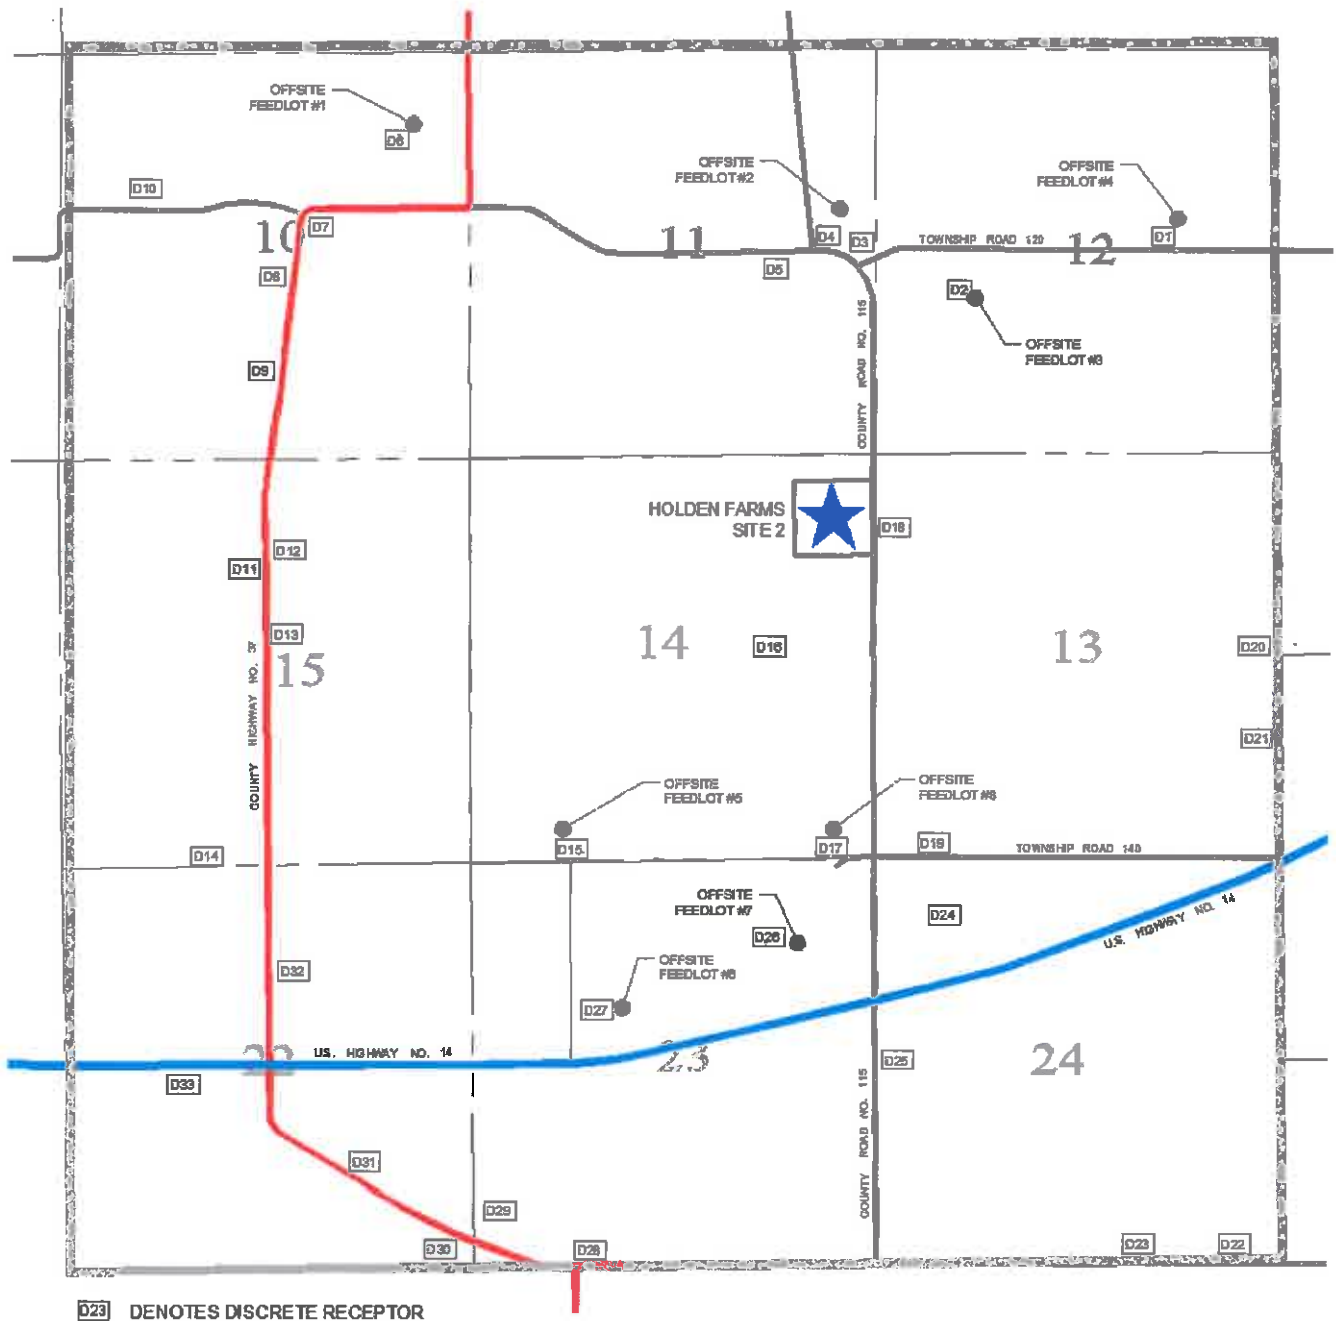 OFFSITE
FEEDLOT #1
D6
OFFSITE
FEEDLOT #2
OFFSITE
FEEDLOT #4
D10
D7
10
D4
D3
11
TOWNSHIP ROAD 120
D1
12
D8
D5
D2
OFFSITE
FEEDLOT #3
COUNTY ROAD NO. 115
D9
HOLDEN FARMS
SITE 2
D18
D12
D11
D13
14
D16
13
D20
15
COUNTY HIGHWAY NO. 37
D21
OFFSITE
FEEDLOT #5
OFFSITE
FEEDLOT #6
D14
D15
D17
D19
TOWNSHIP ROAD 140
OFFSITE
FEEDLOT #7
D24
D26
U.S. HIGHWAY NO. 14
OFFSITE
FEEDLOT #8
D32
D27
22
U.S. HIGHWAY NO. 14
23
D25
24
D33
COUNTY ROAD NO. 115
D31
D29
D30
D28
D23
D22
D23 DENOTES DISCRETE RECEPTOR